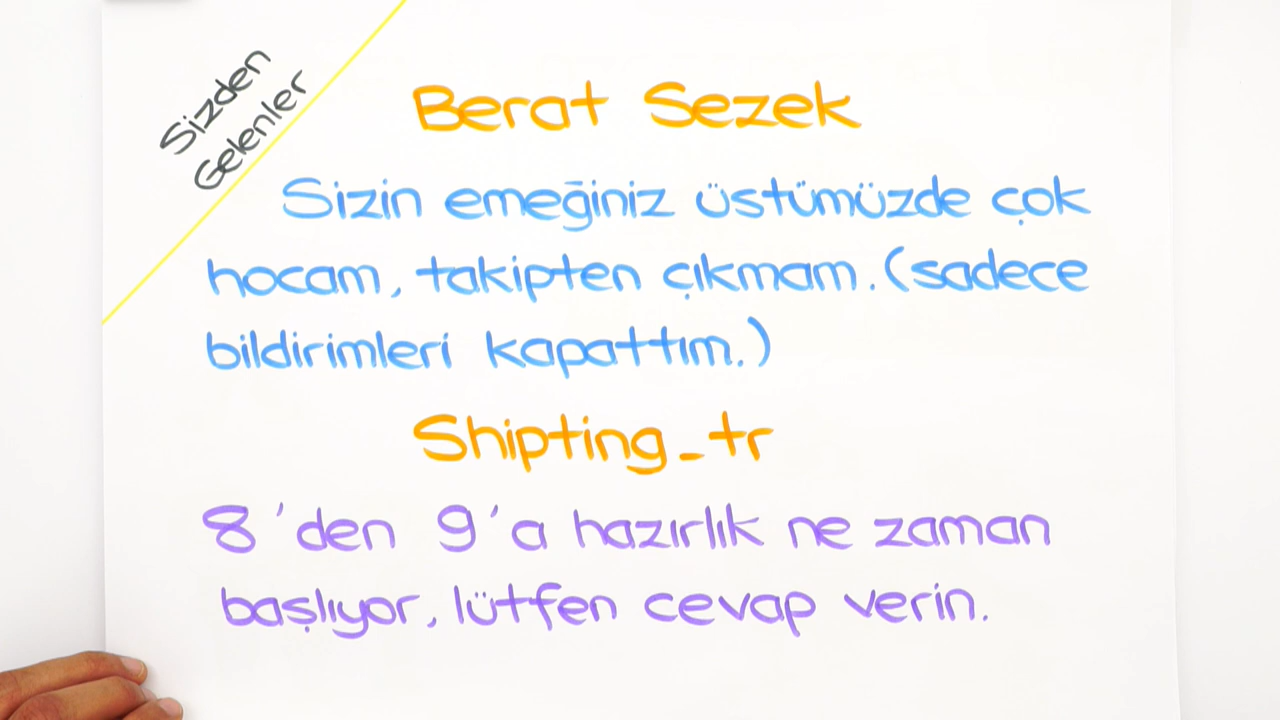 Sizden
Gelenler
Berat Sezek
Sizin emeğiniz üstümüzde çok
hocam, takipten çıkmam. (sadece
bildirimleri kapattım.)
Shipting_tr
8'den 9'a hazırlık ne zaman
başlıyor, lütfen cevap verin.